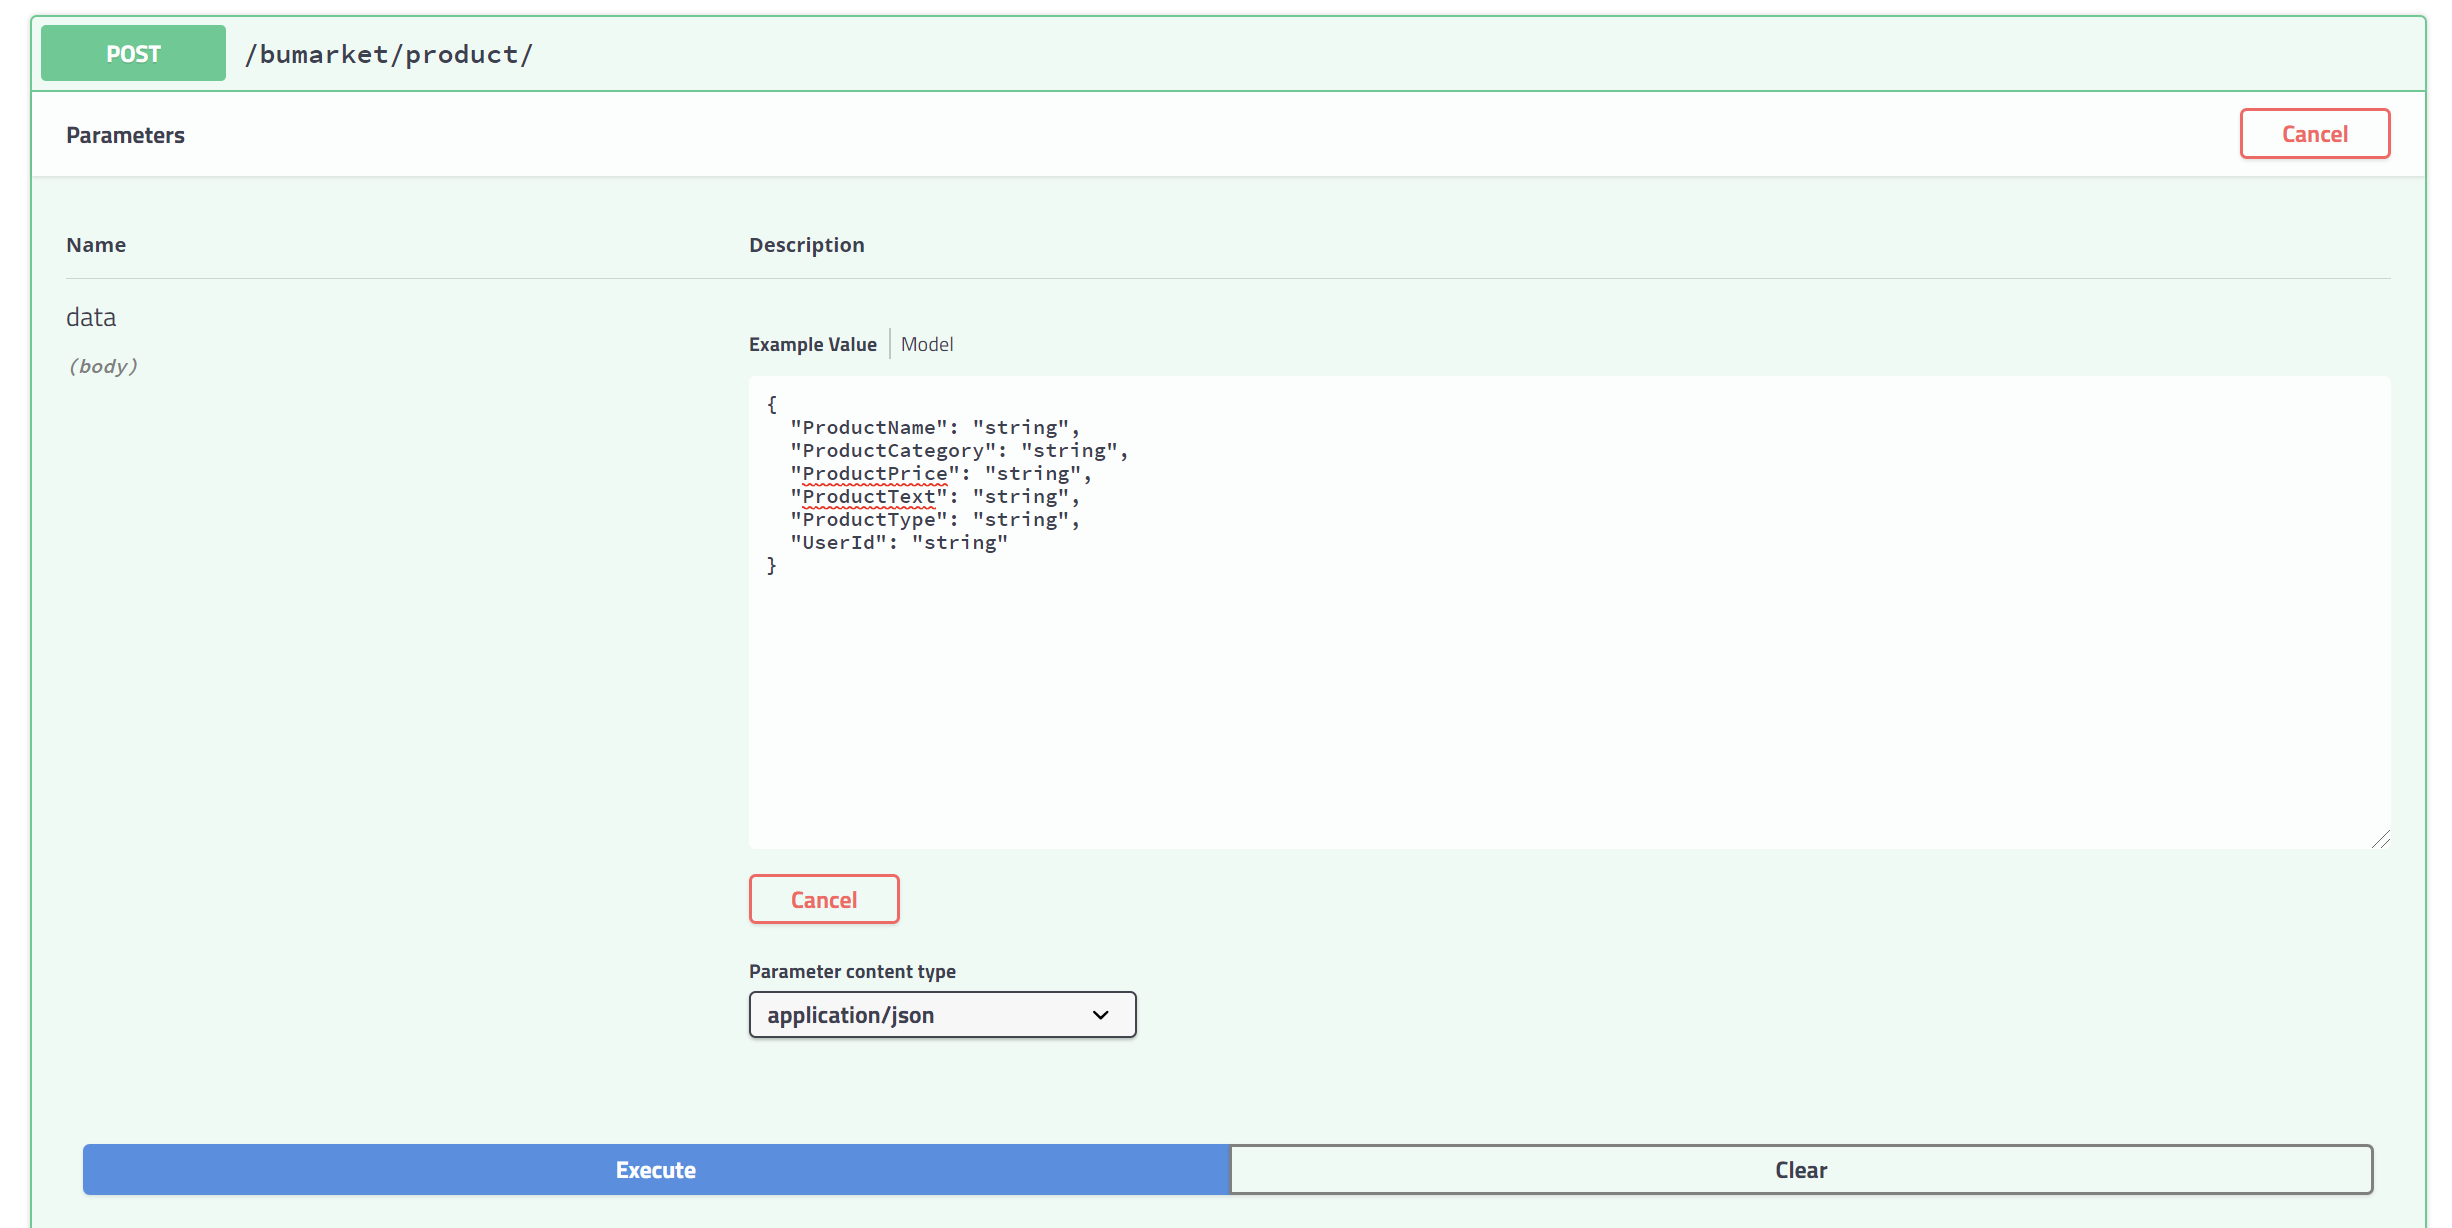 POST /bumarket/product/
Parameters
Cancel
Name Description
data
(body)
Example Value Model
{
  "ProductName": "string",
  "ProductCategory": "string",
  "ProductPrice": "string",
  "ProductText": "string",
  "ProductType": "string",
  "UserId": "string"
}
Cancel
Parameter content type
application/json
Execute Clear